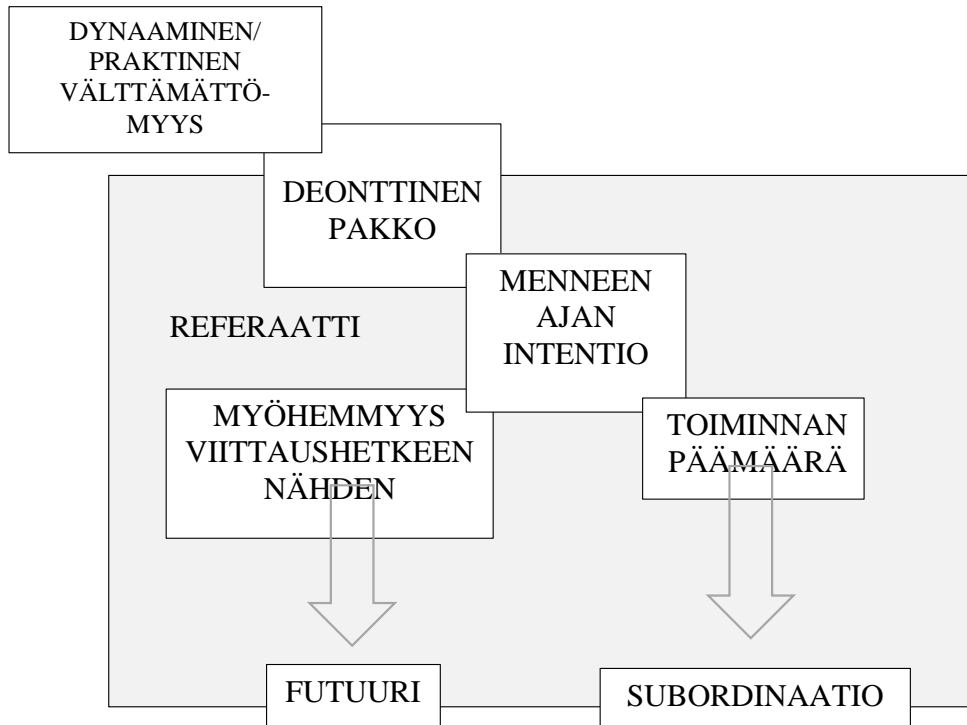 DYNAAMINEN/
PRAKTINEN
VÄLTTÄMÄTTÖ-
MYYS
DEONTTINEN
PAKKO
MENNEEN
AJAN
INTENTIO
REFERAATTI
MYÖHEMMYYS
VIITTAUSHETKEEN
NÄHDEN
TOIMINNAN
PÄÄMÄÄRÄ
FUTUURI
SUBORDINAATIO